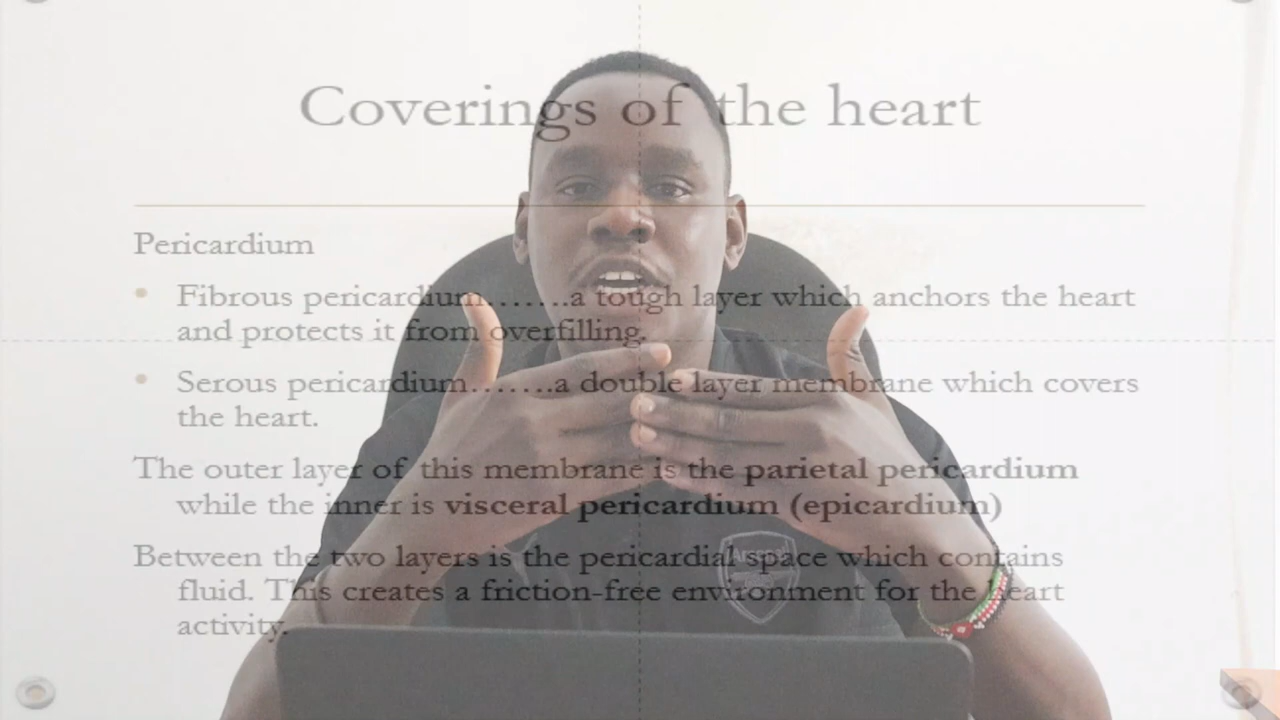 Coverings of the heart
Pericardium
• Fibrous pericardium…….a tough layer which anchors the heart
and protects it from overfilling.
• Serous pericardium…….a double layer membrane which covers
the heart.
The outer layer of this membrane is the parietal pericardium
while the inner is visceral pericardium (epicardium)
Between the two layers is the pericardial space which contains
fluid. This creates a friction-free environment for the heart
activity.
Arsenal